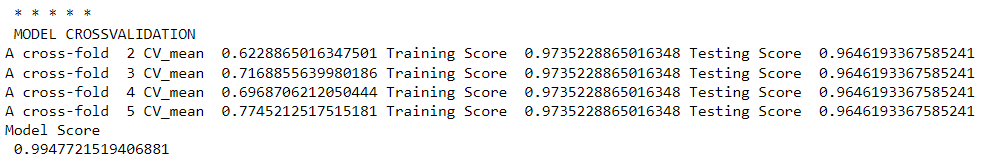 * * * * *
MODEL CROSSVALIDATION
A cross-fold 2 CV_mean 0.6228865016347501 Training Score 0.9735228865016348 Testing Score 0.9646193367585241
A cross-fold 3 CV_mean 0.7168855639980186 Training Score 0.9735228865016348 Testing Score 0.9646193367585241
A cross-fold 4 CV_mean 0.6968706212050444 Training Score 0.9735228865016348 Testing Score 0.9646193367585241
A cross-fold 5 CV_mean 0.7745212517515181 Training Score 0.9735228865016348 Testing Score 0.9646193367585241
Model Score
0.9947721519406881